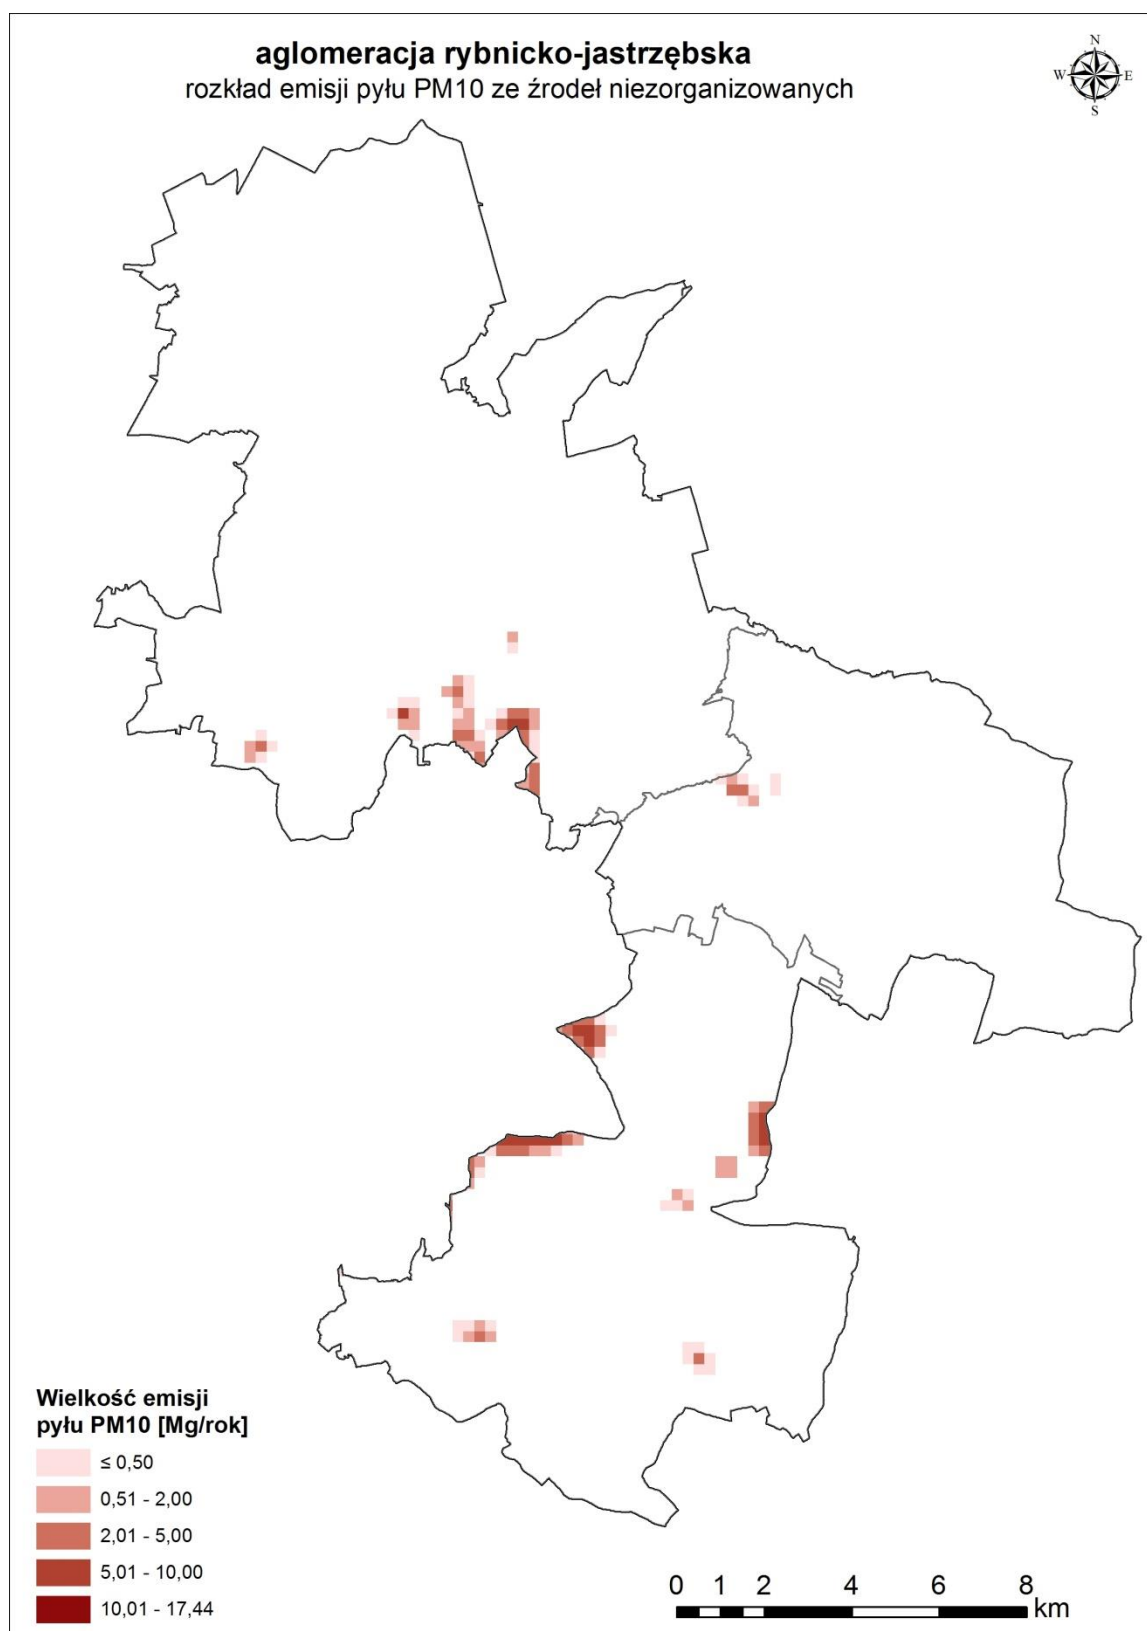 aglomeracja rybnicko-jastrzębska
rozkład emisji pyłu PM10 ze źrodeł niezorganizowanych
N
W E
S
Wielkość emisji
pyłu PM10 [Mg/rok]
≤ 0,50
0,51 - 2,00
2,01 - 5,00
5,01 - 10,00
10,01 - 17,44
0 1 2 4 6 8
km